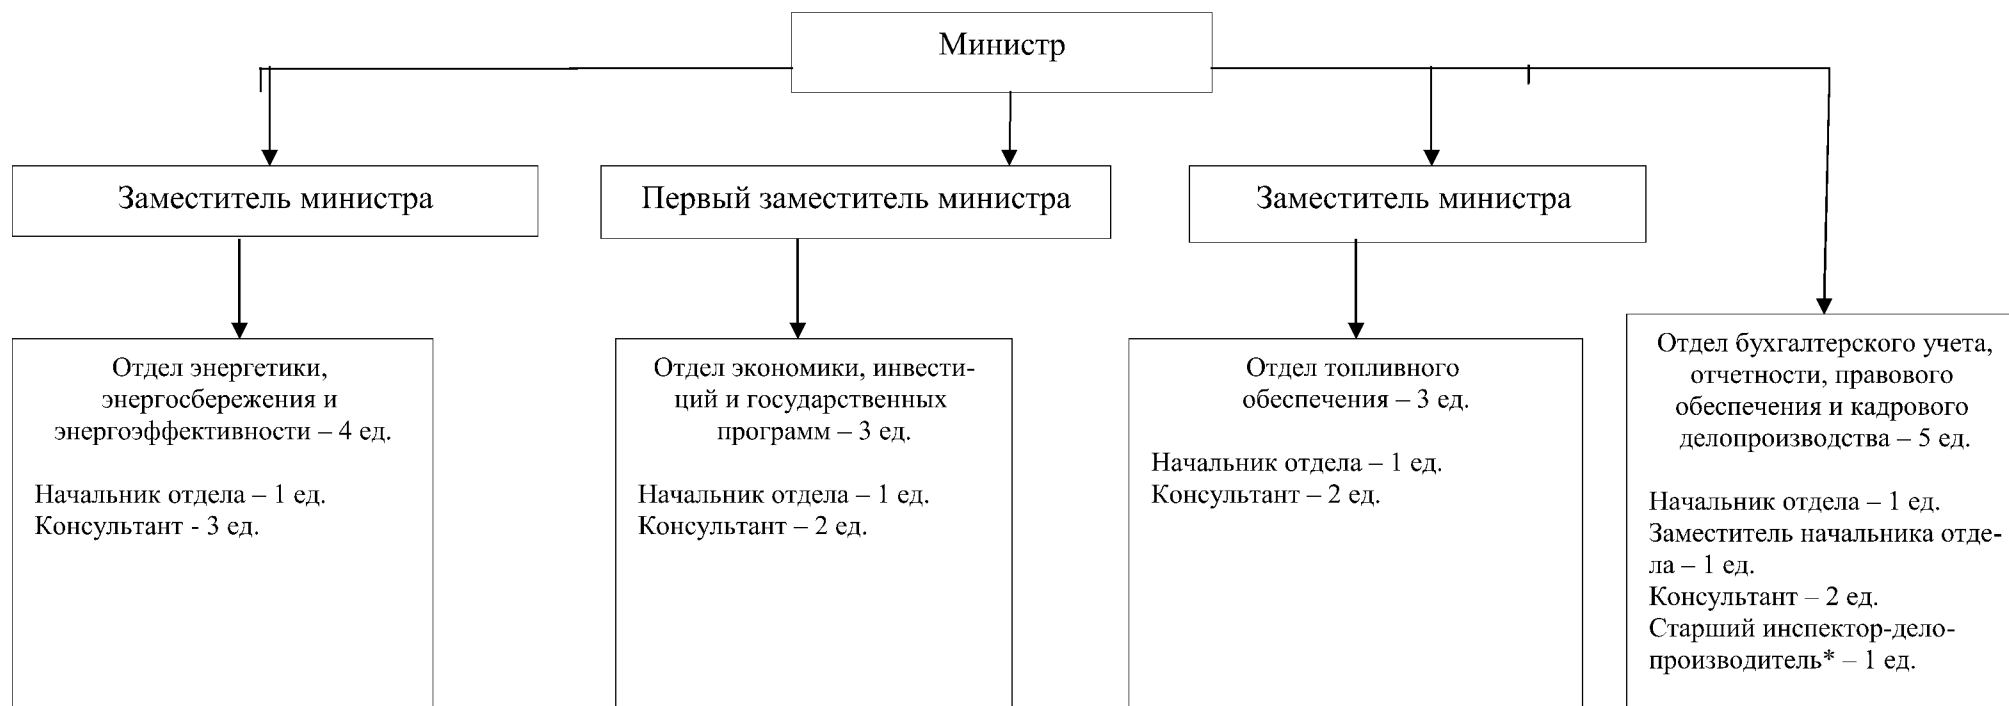 Министр
Заместитель министра
Первый заместитель министра
Заместитель министра
Отдел энергетики,
энергосбережения и
энергоэффективности – 4 ед.
Начальник отдела – 1 ед.
Консультант - 3 ед.
Отдел экономики, инвести-
ций и государственных
программ – 3 ед.
Начальник отдела – 1 ед.
Консультант – 2 ед.
Отдел топливного
обеспечения – 3 ед.
Начальник отдела – 1 ед.
Консультант – 2 ед.
Отдел бухгалтерского учета,
отчетности, правового
обеспечения и кадрового
делопроизводства – 5 ед.
Начальник отдела – 1 ед.
Заместитель начальника отде-
ла – 1 ед.
Консультант – 2 ед.
Старший инспектор-дело-
производитель* – 1 ед.